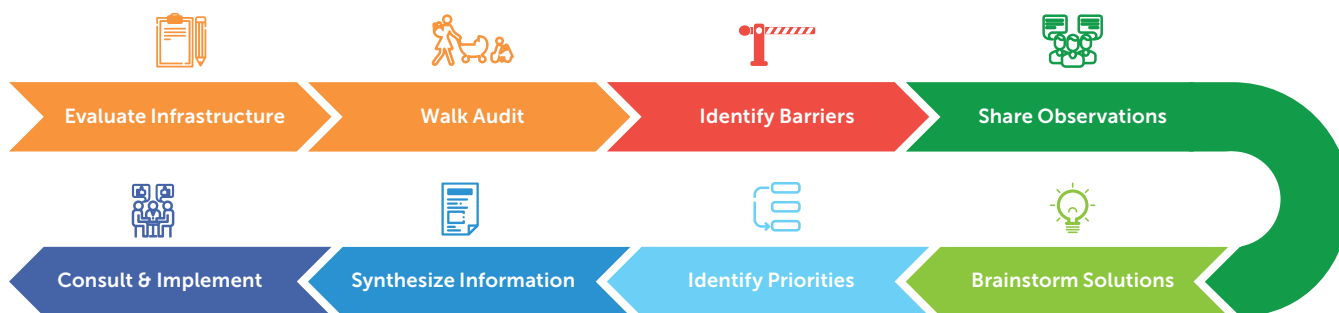 Evaluate Infrastructure
Walk Audit
Identify Barriers
Share Observations
Brainstorm Solutions
Identify Priorities
Synthesize Information
Consult & Implement